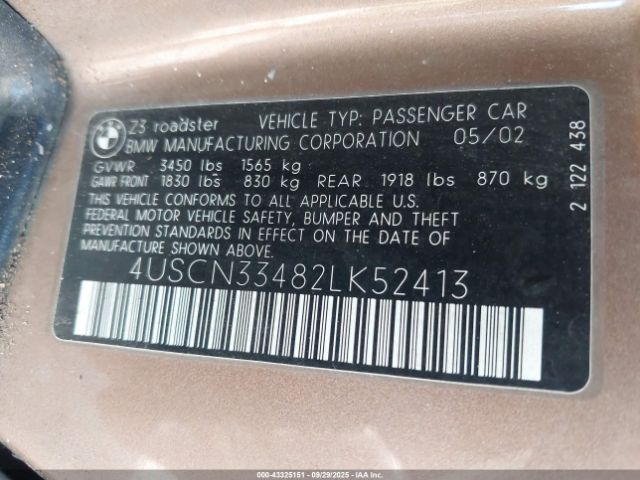 BMW
Z3 roadster VEHICLE TYP: PASSENGER CAR
BMW MANUFACTURING CORPORATION 05/02
GVWR 3450 lbs 1565 kg
GAWR FRONT 1830 lbs 830 kg REAR 1918 lbs 870 kg
THIS VEHICLE CONFORMS TO ALL APPLICABLE U.S.
FEDERAL MOTOR VEHICLE SAFETY, BUMPER AND THEFT
PREVENTION STANDARDS IN EFFECT ON THE DATE OF
MANUFACTURE SHOWN ABOVE.
4USCN33482LK52413
2 122 438
000-43325151 - 09/29/2025 - IAAI.COM